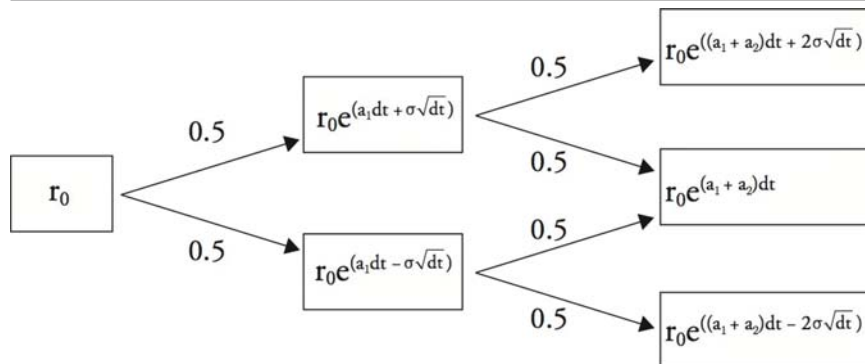 r₀e^((a₁ + a₂)dt + 2σ√dt)
0.5
r₀e^(a₁dt + σ√dt)
0.5
0.5
r₀
r₀e^(a₁ + a₂)dt
0.5
0.5
r₀e^(a₁dt − σ√dt)
0.5
r₀e^((a₁ + a₂)dt − 2σ√dt)